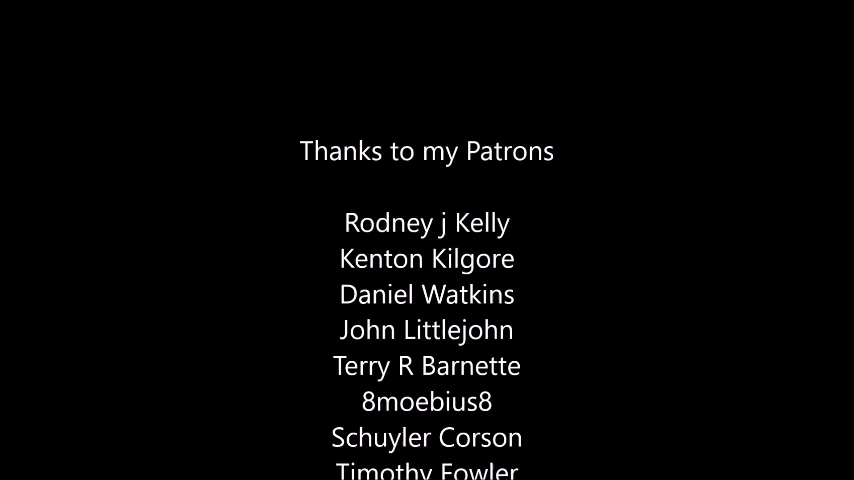 Thanks to my Patrons
Rodney j Kelly
Kenton Kilgore
Daniel Watkins
John Littlejohn
Terry R Barnette
8moebius8
Schuyler Corson
Timothy Fowler